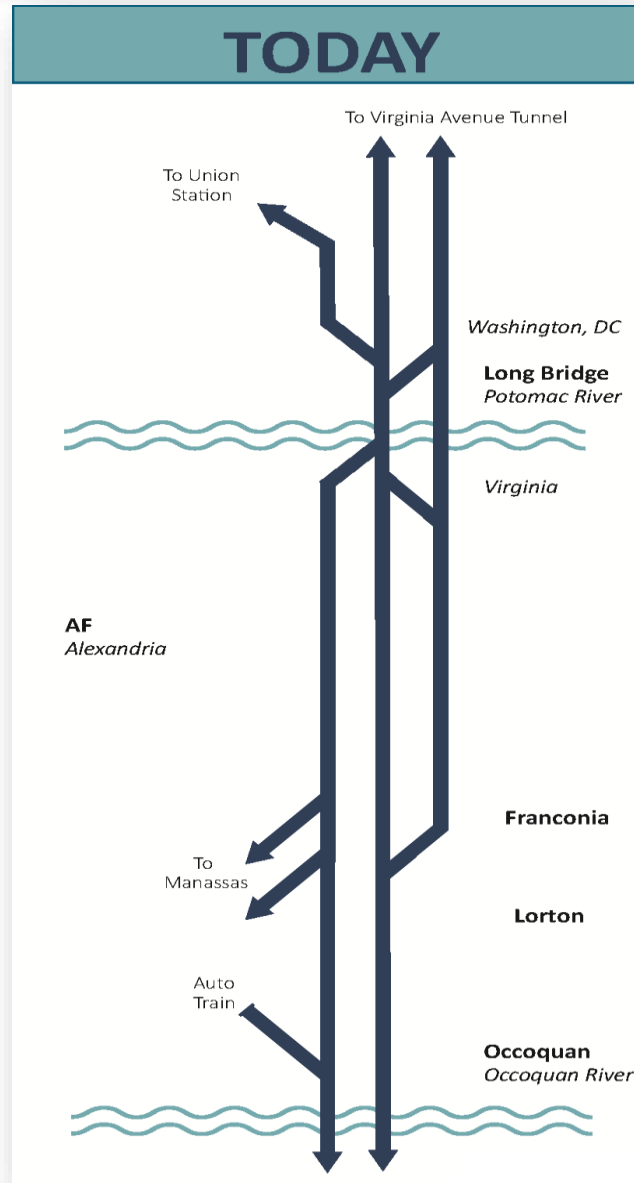 TODAY
To Virginia Avenue Tunnel
To Union
Station
Washington, DC
Long Bridge
Potomac River
Virginia
AF
Alexandria
Franconia
To
Manassas
Lorton
Auto
Train
Occoquan
Occoquan River